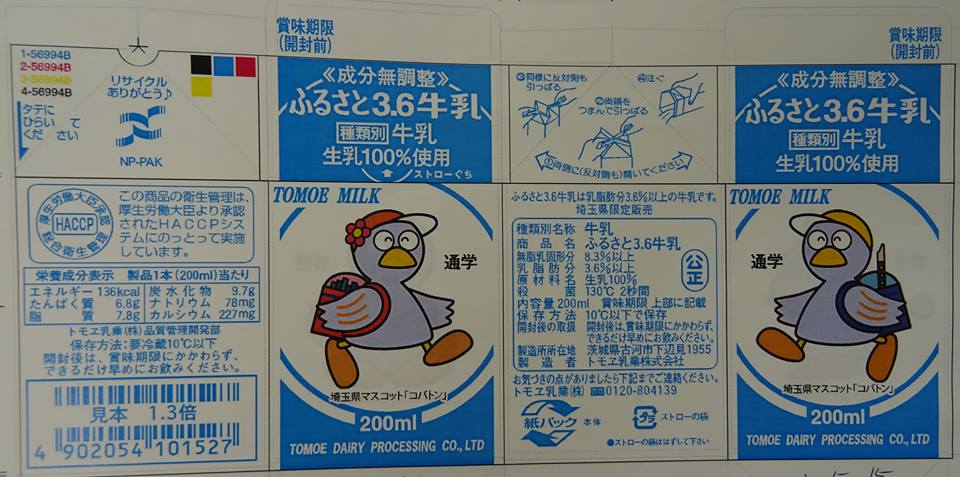 1-56994B
2-56994B
3-56994B
4-56994B
タテに
ひらい て
くだ さい
リサイクル
ありがとう♪
NP-PAK
賞味期限
(開封前)
《成分無調整》
ふるさと3.6牛乳
種類別 牛乳
生乳100%使用
ストローぐち
③同様に反対側も
引っぱる
④注ぐ
②両端を
つまんで引っぱる
①両側に(反対側も)開いてください
賞味期限
(開封前)
《成分無調整》
ふるさと3.6牛乳
種類別 牛乳
生乳100%使用
厚生労働大臣承認
HACCP
総合衛生管理
この商品の衛生管理は、
厚生労働大臣より承認
されたHACCPシス
テムにのっとって実施
しています。
栄養成分表示 製品1本(200ml)当たり
エネルギー 136kcal 炭水化物 9.7g
たんぱく質 6.8g ナトリウム 78mg
脂質 7.8g カルシウム 227mg
トモヱ乳業(株)品質管理開発部
保存方法:要冷蔵10℃以下
開封後は、賞味期限にかかわらず、
できるだけ早めにお飲みください。
見本 1.3倍
4 902054 101527
TOMOE MILK
通学
埼玉県マスコット「コバトン」
200ml
TOMOE DAIRY PROCESSING CO., LTD
ふるさと3.6牛乳は乳脂肪分3.6%以上の牛乳です。
埼玉県限定販売
種類別名称 牛乳
商品名 ふるさと3.6牛乳
無脂乳固形分 8.3%以上
乳脂肪分 3.6%以上
原材料名 生乳100%
殺菌 130℃ 2秒間
内容量 200ml 賞味期限 上部に記載
保存方法 10℃以下で保存
開封後の取扱 開封後は、賞味期限にかかわらず、
できるだけ早めにお飲みください。
製造所所在地 茨城県古河市下辺見1955
製造者 トモヱ乳業株式会社
公正
お気づきの点がありましたら下記までご連絡ください。
トモヱ乳業(株) 0120-804139
紙パック 本体
プラ ストローの袋
●ストローの袋ははずして下さい
TOMOE MILK
通学
埼玉県マスコット「コバトン」
200ml
TOMOE DAIRY PROCESSING CO., LTD